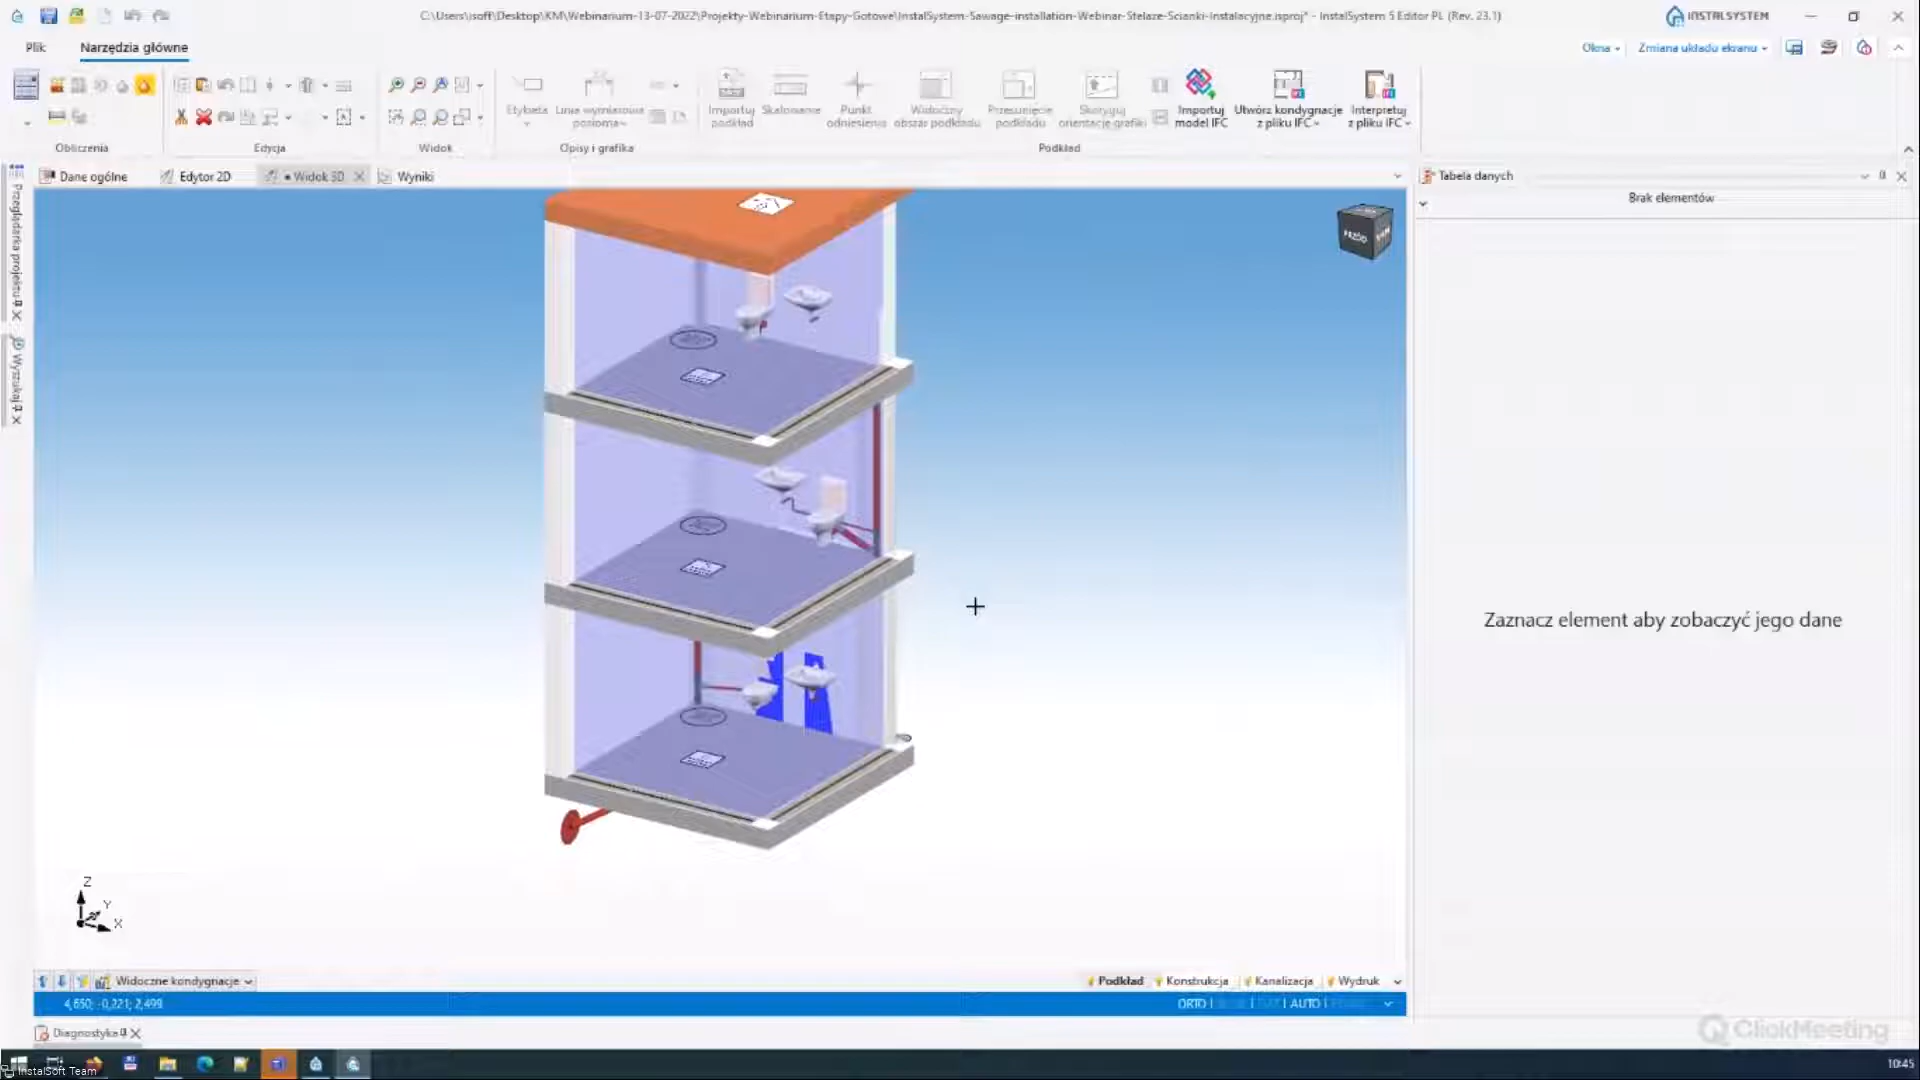 C:\Users\isoff\Desktop\KM\Webinarium-13-07-2022\Projekty-Webinarium-Etapy-Gotowe\InstalSystem-Sawage-installation-Webinar-Stelaze-Scianki-Instalacyjne.isproj* - InstalSystem 5 Editor PL (Rev. 23.1)
INSTALSYSTEM
Plik
Narzędzia główne
Okna
Zmiana układu ekranu
Etykieta
Linia wymiarowa pozioma
Importuj podkład
Skalowanie
Punkt odniesienia
Widoczny obszar podkładu
Przesunięcie podkładu
Skoryguj orientację grafiki
Importuj model IFC
Utwórz kondygnacje z pliku IFC
Interpretuj z pliku IFC
Obliczenia
Edycja
Widok
Opisy i grafika
Podkład
Dane ogólne
Edytor 2D
Widok 3D
Wyniki
Tabela danych
Brak elementów
Przeglądarka projektu
Wyszukaj
PRZÓD
Zaznacz element aby zobaczyć jego dane
Z
Y
X
Widoczne kondygnacje
Podkład
Konstrukcja
Kanalizacja
Wydruk
4,650; -0,221; 2,499
ORTO
AUTO
Diagnostyka
ClickMeeting
InstalSoft Team
10:45